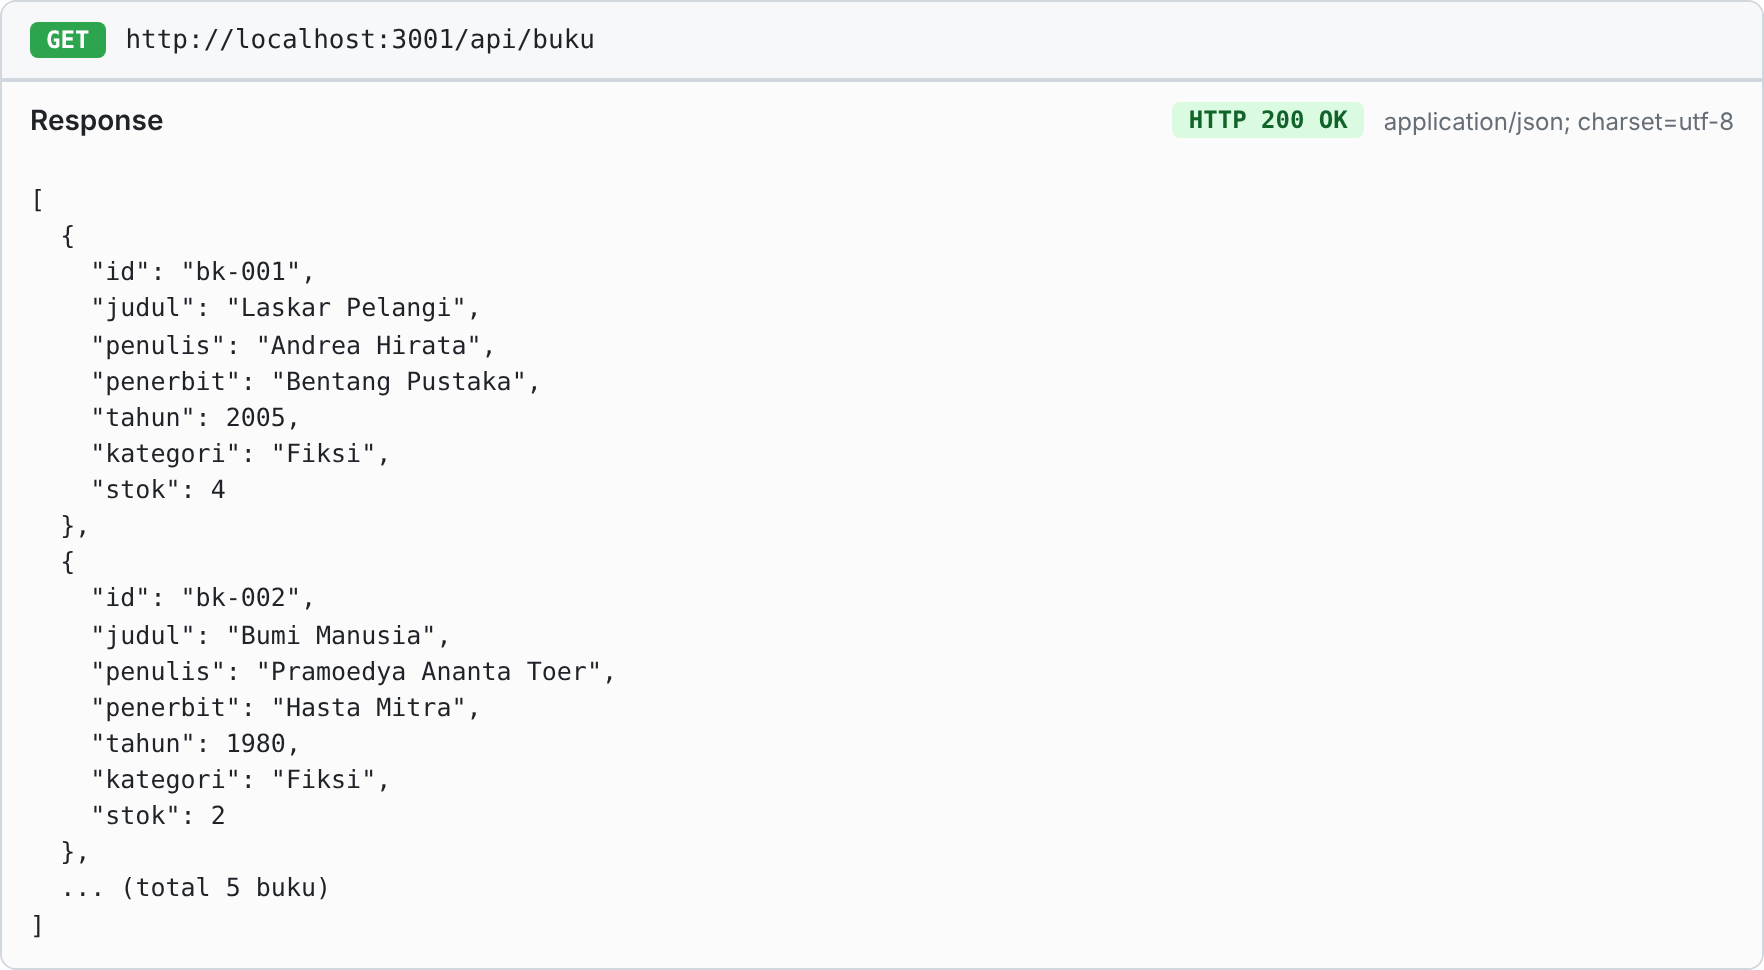 GET http://localhost:3001/api/buku
Response HTTP 200 OK application/json; charset=utf-8
[
  {
    "id": "bk-001",
    "judul": "Laskar Pelangi",
    "penulis": "Andrea Hirata",
    "penerbit": "Bentang Pustaka",
    "tahun": 2005,
    "kategori": "Fiksi",
    "stok": 4
  },
  {
    "id": "bk-002",
    "judul": "Bumi Manusia",
    "penulis": "Pramoedya Ananta Toer",
    "penerbit": "Hasta Mitra",
    "tahun": 1980,
    "kategori": "Fiksi",
    "stok": 2
  },
  ... (total 5 buku)
]